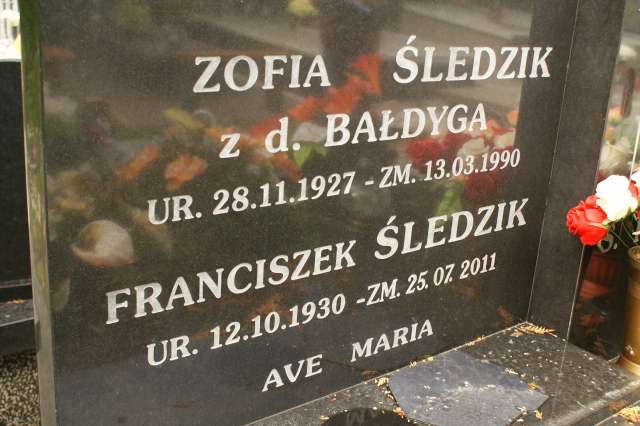 ZOFIA ŚLEDZIK
z d. BAŁDYGA
UR. 28.11.1927 - ZM. 13.03.1990
FRANCISZEK ŚLEDZIK
UR. 12.10.1930 - ZM. 25.07.2011
AVE MARIA